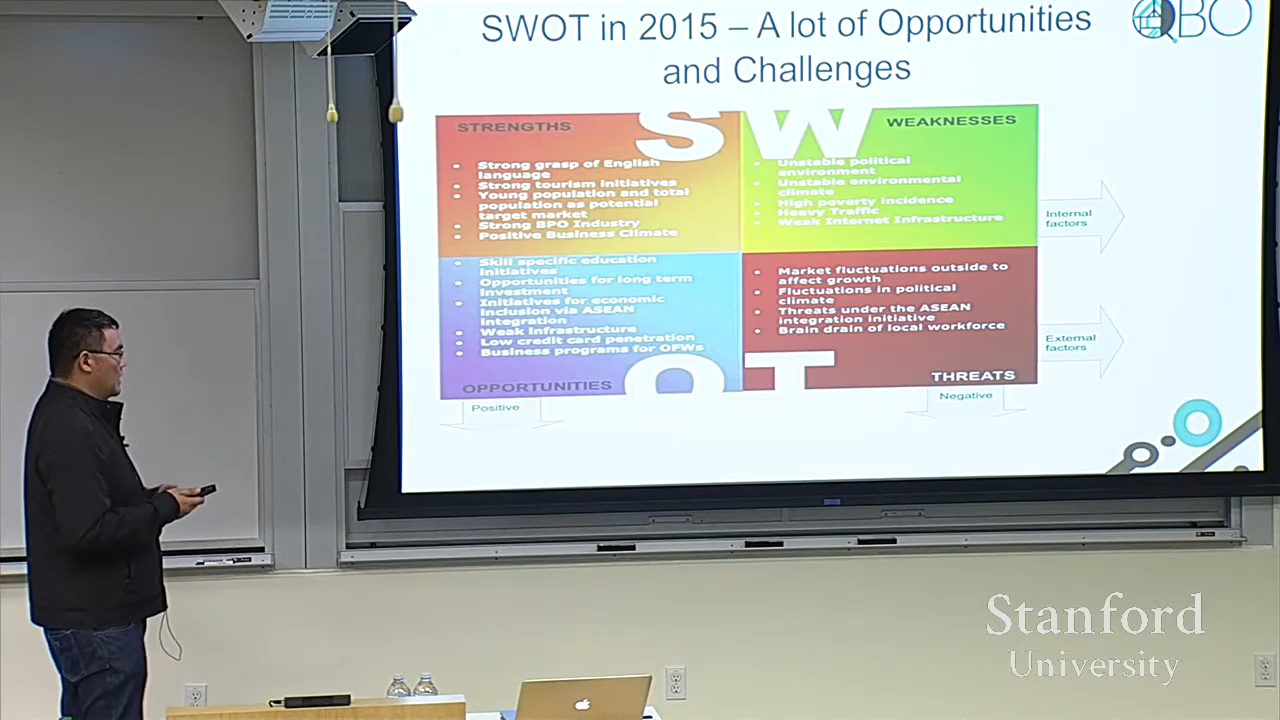 SWOT in 2015 – A lot of Opportunities
and Challenges
QBO
STRENGTHS
S
• Strong grasp of English
language
• Strong tourism initiatives
• Young population and total
population as potential
target market
• Strong BPO Industry
• Positive Business Climate
W
WEAKNESSES
• Unstable political
environment
• Unstable environmental
climate
• High poverty incidence
• Heavy Traffic
• Weak Internet Infrastructure
Internal
factors
• Skill specific education
Initiatives
• Opportunities for long term
Investment
• Initiatives for economic
Inclusion via ASEAN
Integration
• Weak Infrastructure
• Low credit card penetration
• Business programs for OFWs
OPPORTUNITIES
O
• Market fluctuations outside to
affect growth
• Fluctuations in political
climate
• Threats under the ASEAN
integration initiative
• Brain drain of local workforce
T
THREATS
External
factors
Positive
Negative
Stanford
University